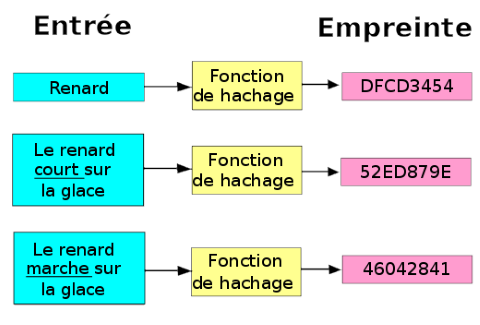 Entrée
Empreinte
Renard
Fonction
de hachage
DFCD3454
Le renard
court sur
la glace
Fonction
de hachage
52ED879E
Le renard
marche sur
la glace
Fonction
de hachage
46042841